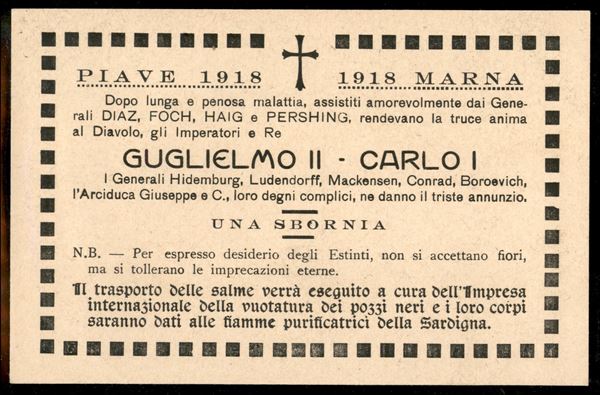 PIAVE 1918 1918 MARNA
Dopo lunga e penosa malattia, assistiti amorevolmente dai Gene-
rali DIAZ, FOCH, HAIG e PERSHING, rendevano la truce anima
al Diavolo, gli Imperatori e Re
GUGLIELMO II - CARLO I
I Generali Hidemburg, Ludendorff, Mackensen, Conrad, Boroevich,
l'Arciduca Giuseppe e C., loro degni complici, ne danno il triste annunzio.
UNA SBORNIA
N.B. — Per espresso desiderio degli Estinti, non si accettano fiori,
ma si tollerano le imprecazioni eterne.
Il trasporto delle salme verrà eseguito a cura dell'Impresa
internazionale della vuotatura dei pozzi neri e i loro corpi
saranno dati alle fiamme purificatrici della Sardigna.